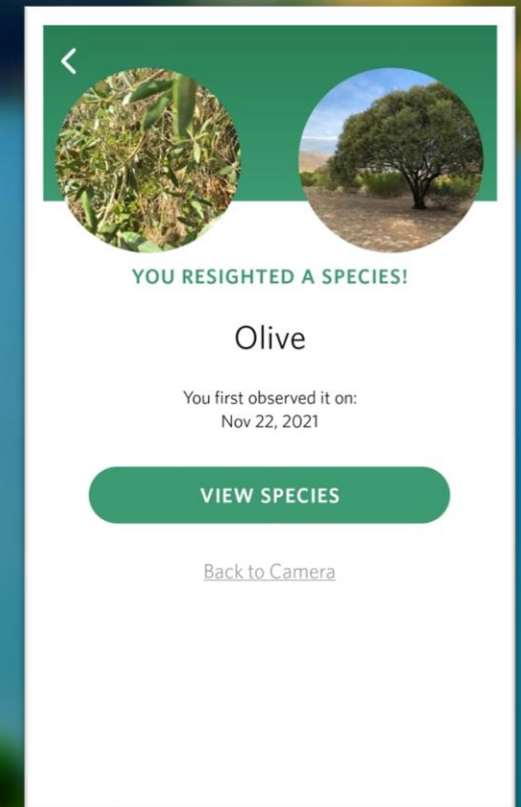 YOU RESIGHTED A SPECIES!
Olive
You first observed it on:
Nov 22, 2021
VIEW SPECIES
Back to Camera